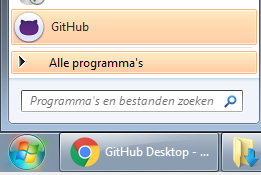 GitHub
Alle programma's
Programma's en bestanden zoeken
GitHub Desktop - ...